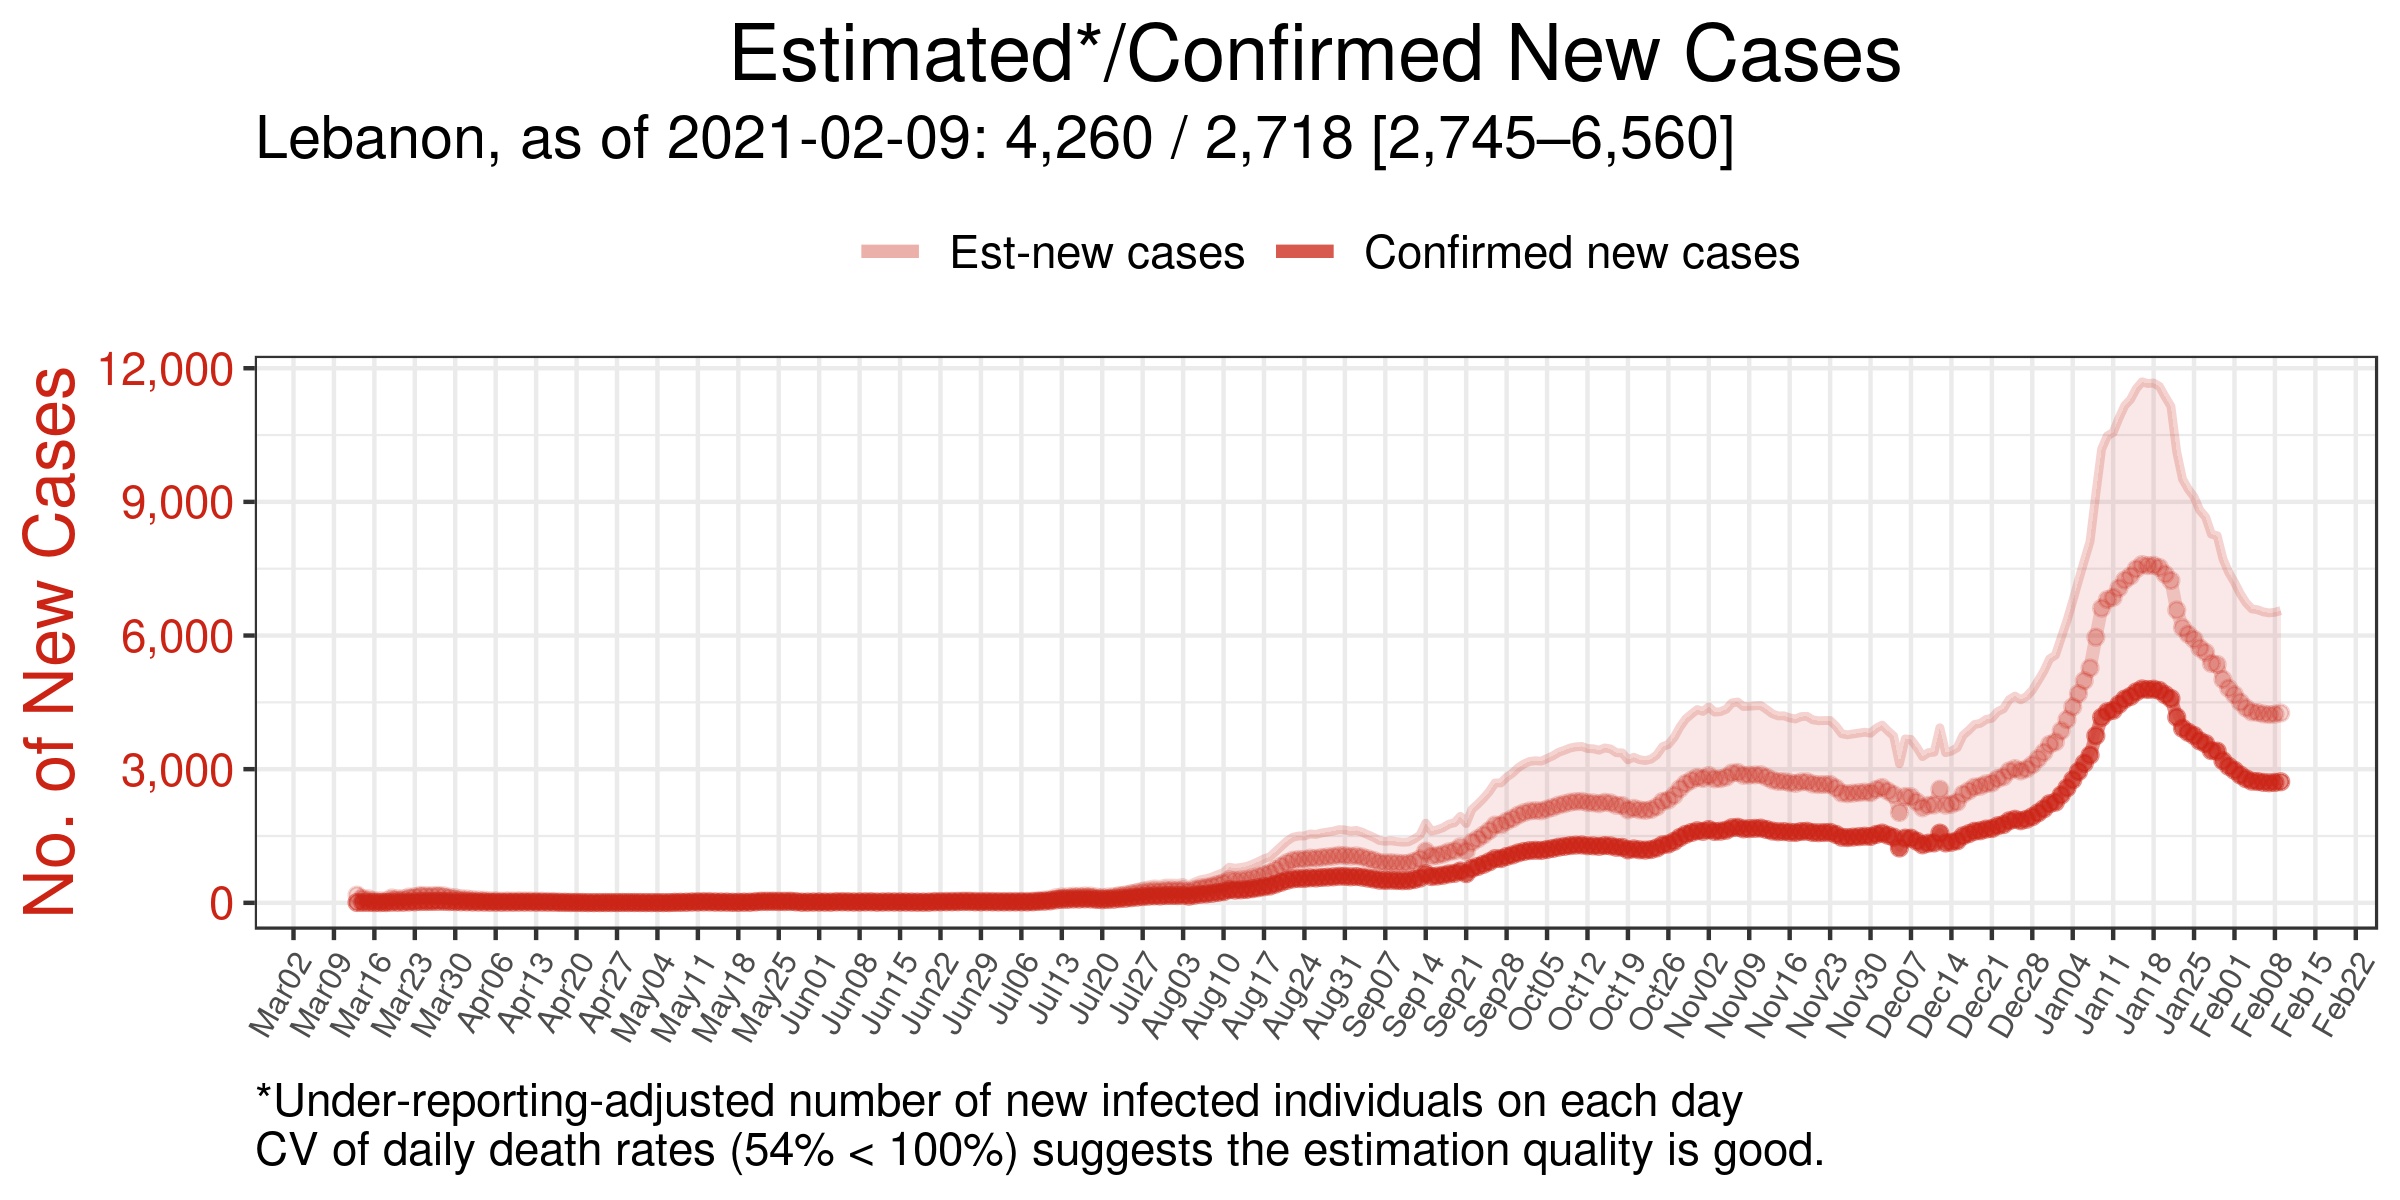 Estimated*/Confirmed New Cases
Lebanon, as of 2021-02-09: 4,260 / 2,718 [2,745–6,560]
Est-new cases
Confirmed new cases
No. of New Cases
12,000
9,000
6,000
3,000
0
Mar02
Mar09
Mar16
Mar23
Mar30
Apr06
Apr13
Apr20
Apr27
May04
May11
May18
May25
Jun01
Jun08
Jun15
Jun22
Jun29
Jul06
Jul13
Jul20
Jul27
Aug03
Aug10
Aug17
Aug24
Aug31
Sep07
Sep14
Sep21
Sep28
Oct05
Oct12
Oct19
Oct26
Nov02
Nov09
Nov16
Nov23
Nov30
Dec07
Dec14
Dec21
Dec28
Jan04
Jan11
Jan18
Jan25
Feb01
Feb08
Feb15
Feb22
*Under-reporting-adjusted number of new infected individuals on each day
CV of daily death rates (54% < 100%) suggests the estimation quality is good.